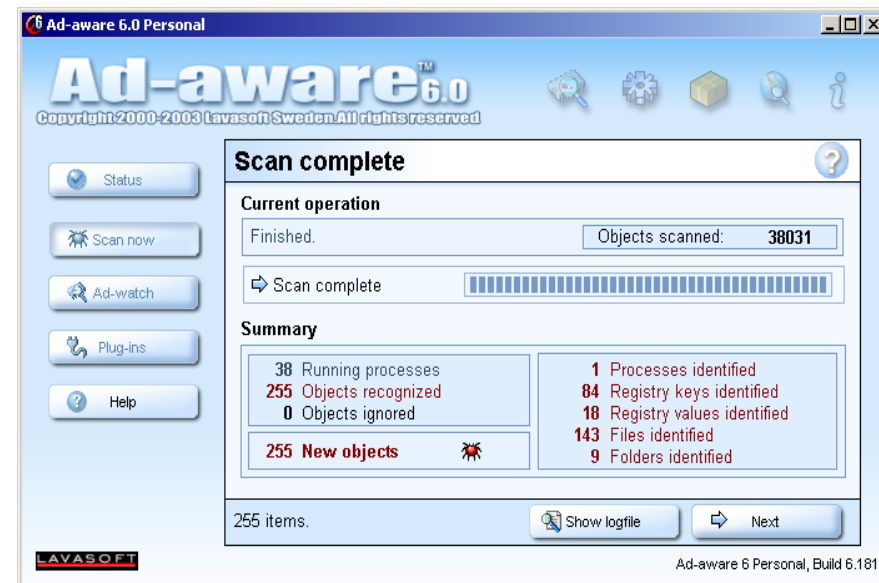 Ad-aware 6.0 Personal
Ad-aware 6.0
TM
Copyright 2000-2003 Lavasoft Sweden. All rights reserved
Status
Scan now
Ad-watch
Plug-ins
Help
Scan complete
Current operation
Finished.
Objects scanned: 38031
Scan complete
Summary
38 Running processes
255 Objects recognized
0 Objects ignored
255 New objects
1 Processes identified
84 Registry keys identified
18 Registry values identified
143 Files identified
9 Folders identified
255 items.
Show logfile
Next
LAVASOFT
Ad-aware 6 Personal, Build 6.181